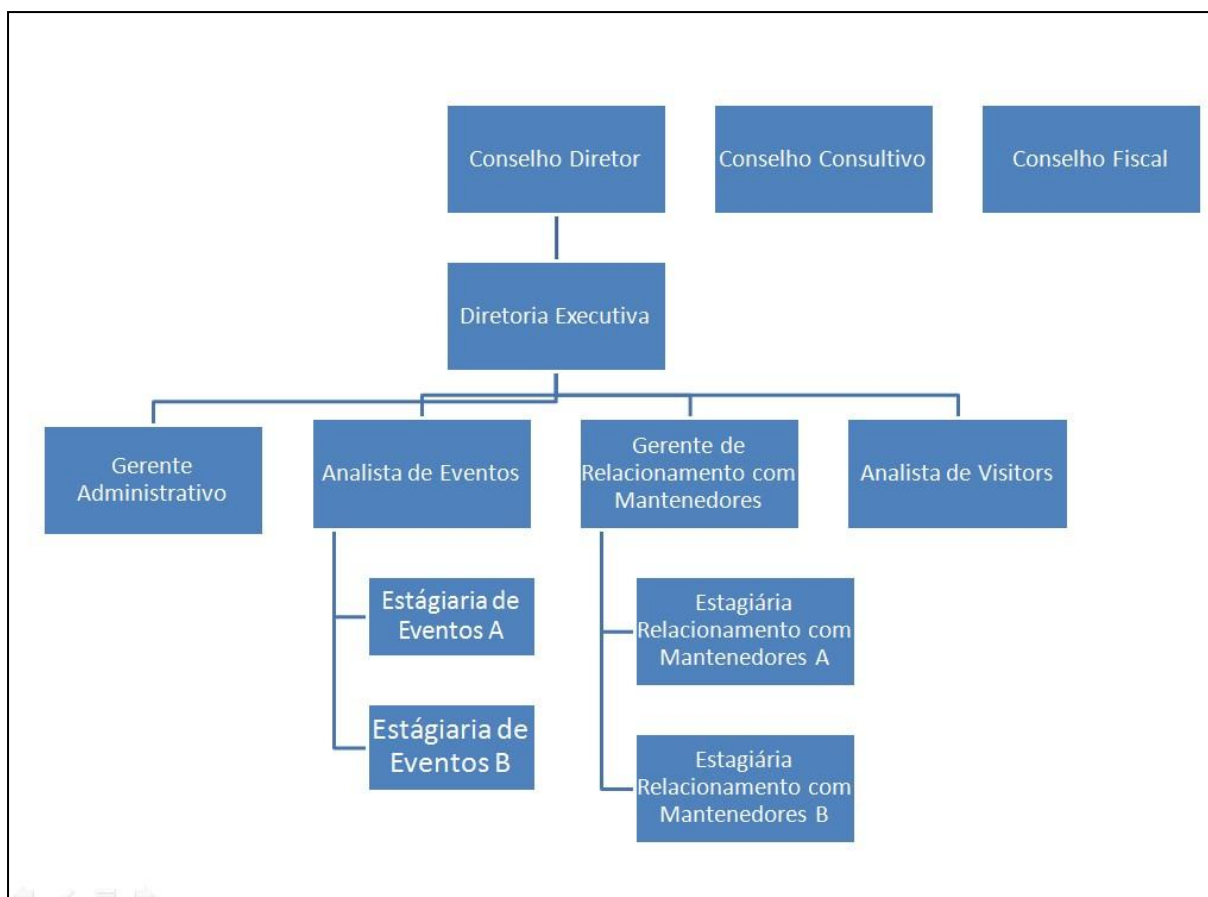 Conselho Diretor
Conselho Consultivo
Conselho Fiscal
Diretoria Executiva
Gerente
Administrativo
Analista de Eventos
Gerente de
Relacionamento com
Mantenedores
Analista de Visitors
Estágiaria de
Eventos A
Estagiária
Relacionamento com
Mantenedores A
Estágiaria de
Eventos B
Estagiária
Relacionamento com
Mantenedores B